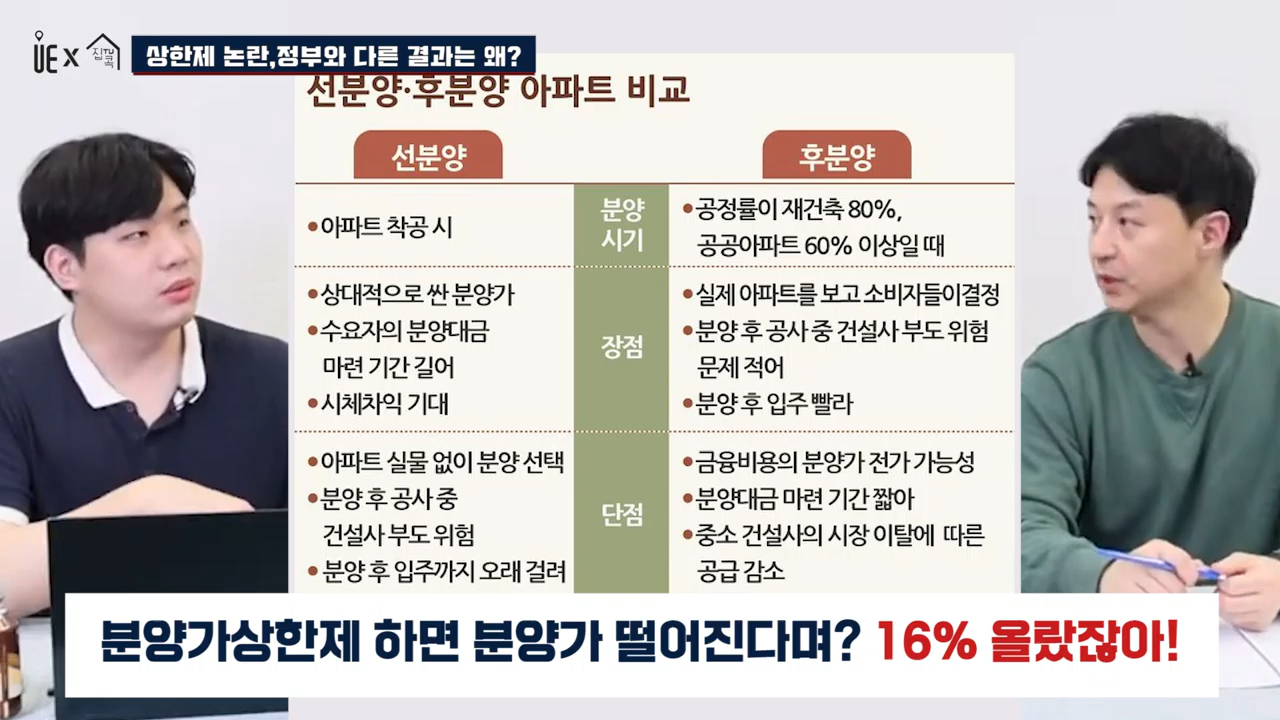 UE X 집콕TV
상한제 논란,정부와 다른 결과는 왜?
선분양·후분양 아파트 비교
선분양
후분양
•아파트 착공 시
분양
시기
•공정률이 재건축 80%,
공공아파트 60% 이상일 때
•상대적으로 싼 분양가
•수요자의 분양대금
마련 기간 길어
•시체차익 기대
장점
•실제 아파트를 보고 소비자들이결정
•분양 후 공사 중 건설사 부도 위험
문제 적어
•분양 후 입주 빨라
•아파트 실물 없이 분양 선택
•분양 후 공사 중
건설사 부도 위험
•분양 후 입주까지 오래 걸려
단점
•금융비용의 분양가 전가 가능성
•분양대금 마련 기간 짧아
•중소 건설사의 시장 이탈에 따른
공급 감소
분양가상한제 하면 분양가 떨어진다며? 16% 올랐잖아!